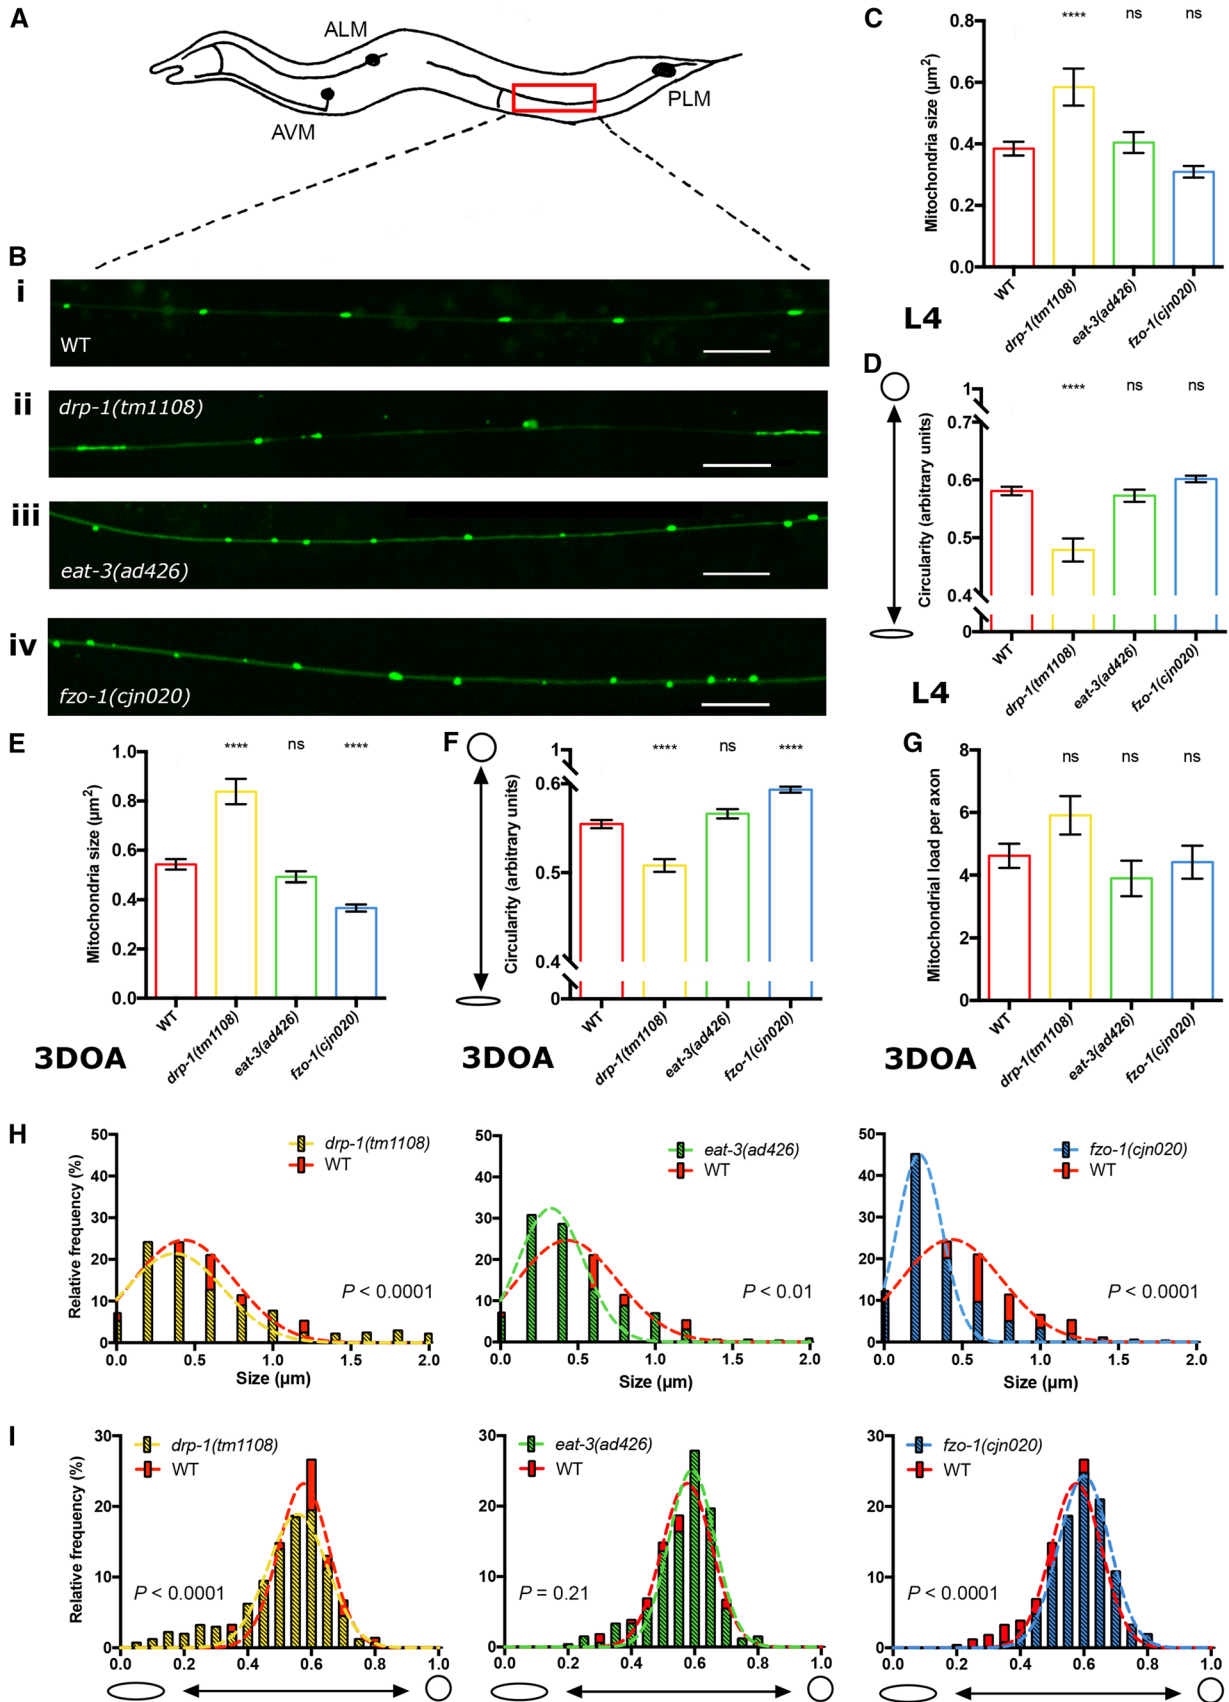 A
ALM
AVM
PLM
B
i
WT
ii
drp-1(tm1108)
iii
eat-3(ad426)
iv
fzo-1(cjn020)
C
Mitochondria size (µm²)
0.8
0.6
0.4
0.2
0.0
****
ns
ns
WT
drp-1(tm1108)
eat-3(ad426)
fzo-1(cjn020)
L4
D
Circularity (arbitrary units)
1
0.7
0.6
0.5
0.4
0
****
ns
ns
WT
drp-1(tm1108)
eat-3(ad426)
fzo-1(cjn020)
L4
E
Mitochondria size (µm²)
1.0
0.8
0.6
0.4
0.2
0.0
****
ns
****
WT
drp-1(tm1108)
eat-3(ad426)
fzo-1(cjn020)
3DOA
F
Circularity (arbitrary units)
1
0.6
0.5
0.4
0
****
ns
****
WT
drp-1(tm1108)
eat-3(ad426)
fzo-1(cjn020)
3DOA
G
Mitochondrial load per axon
8
6
4
2
0
ns
ns
ns
WT
drp-1(tm1108)
eat-3(ad426)
fzo-1(cjn020)
3DOA
H
Relative frequency (%)
50
40
30
20
10
0
drp-1(tm1108)
WT
P < 0.0001
0.0 0.5 1.0 1.5 2.0
Size (µm)
50
40
30
20
10
0
eat-3(ad426)
WT
P < 0.01
0.0 0.5 1.0 1.5 2.0
Size (µm)
50
40
30
20
10
0
fzo-1(cjn020)
WT
P < 0.0001
0.0 0.5 1.0 1.5 2.0
Size (µm)
I
Relative frequency (%)
30
20
10
0
drp-1(tm1108)
WT
P < 0.0001
0.0 0.2 0.4 0.6 0.8 1.0
30
20
10
0
eat-3(ad426)
WT
P = 0.21
0.0 0.2 0.4 0.6 0.8 1.0
30
20
10
0
fzo-1(cjn020)
WT
P < 0.0001
0.0 0.2 0.4 0.6 0.8 1.0